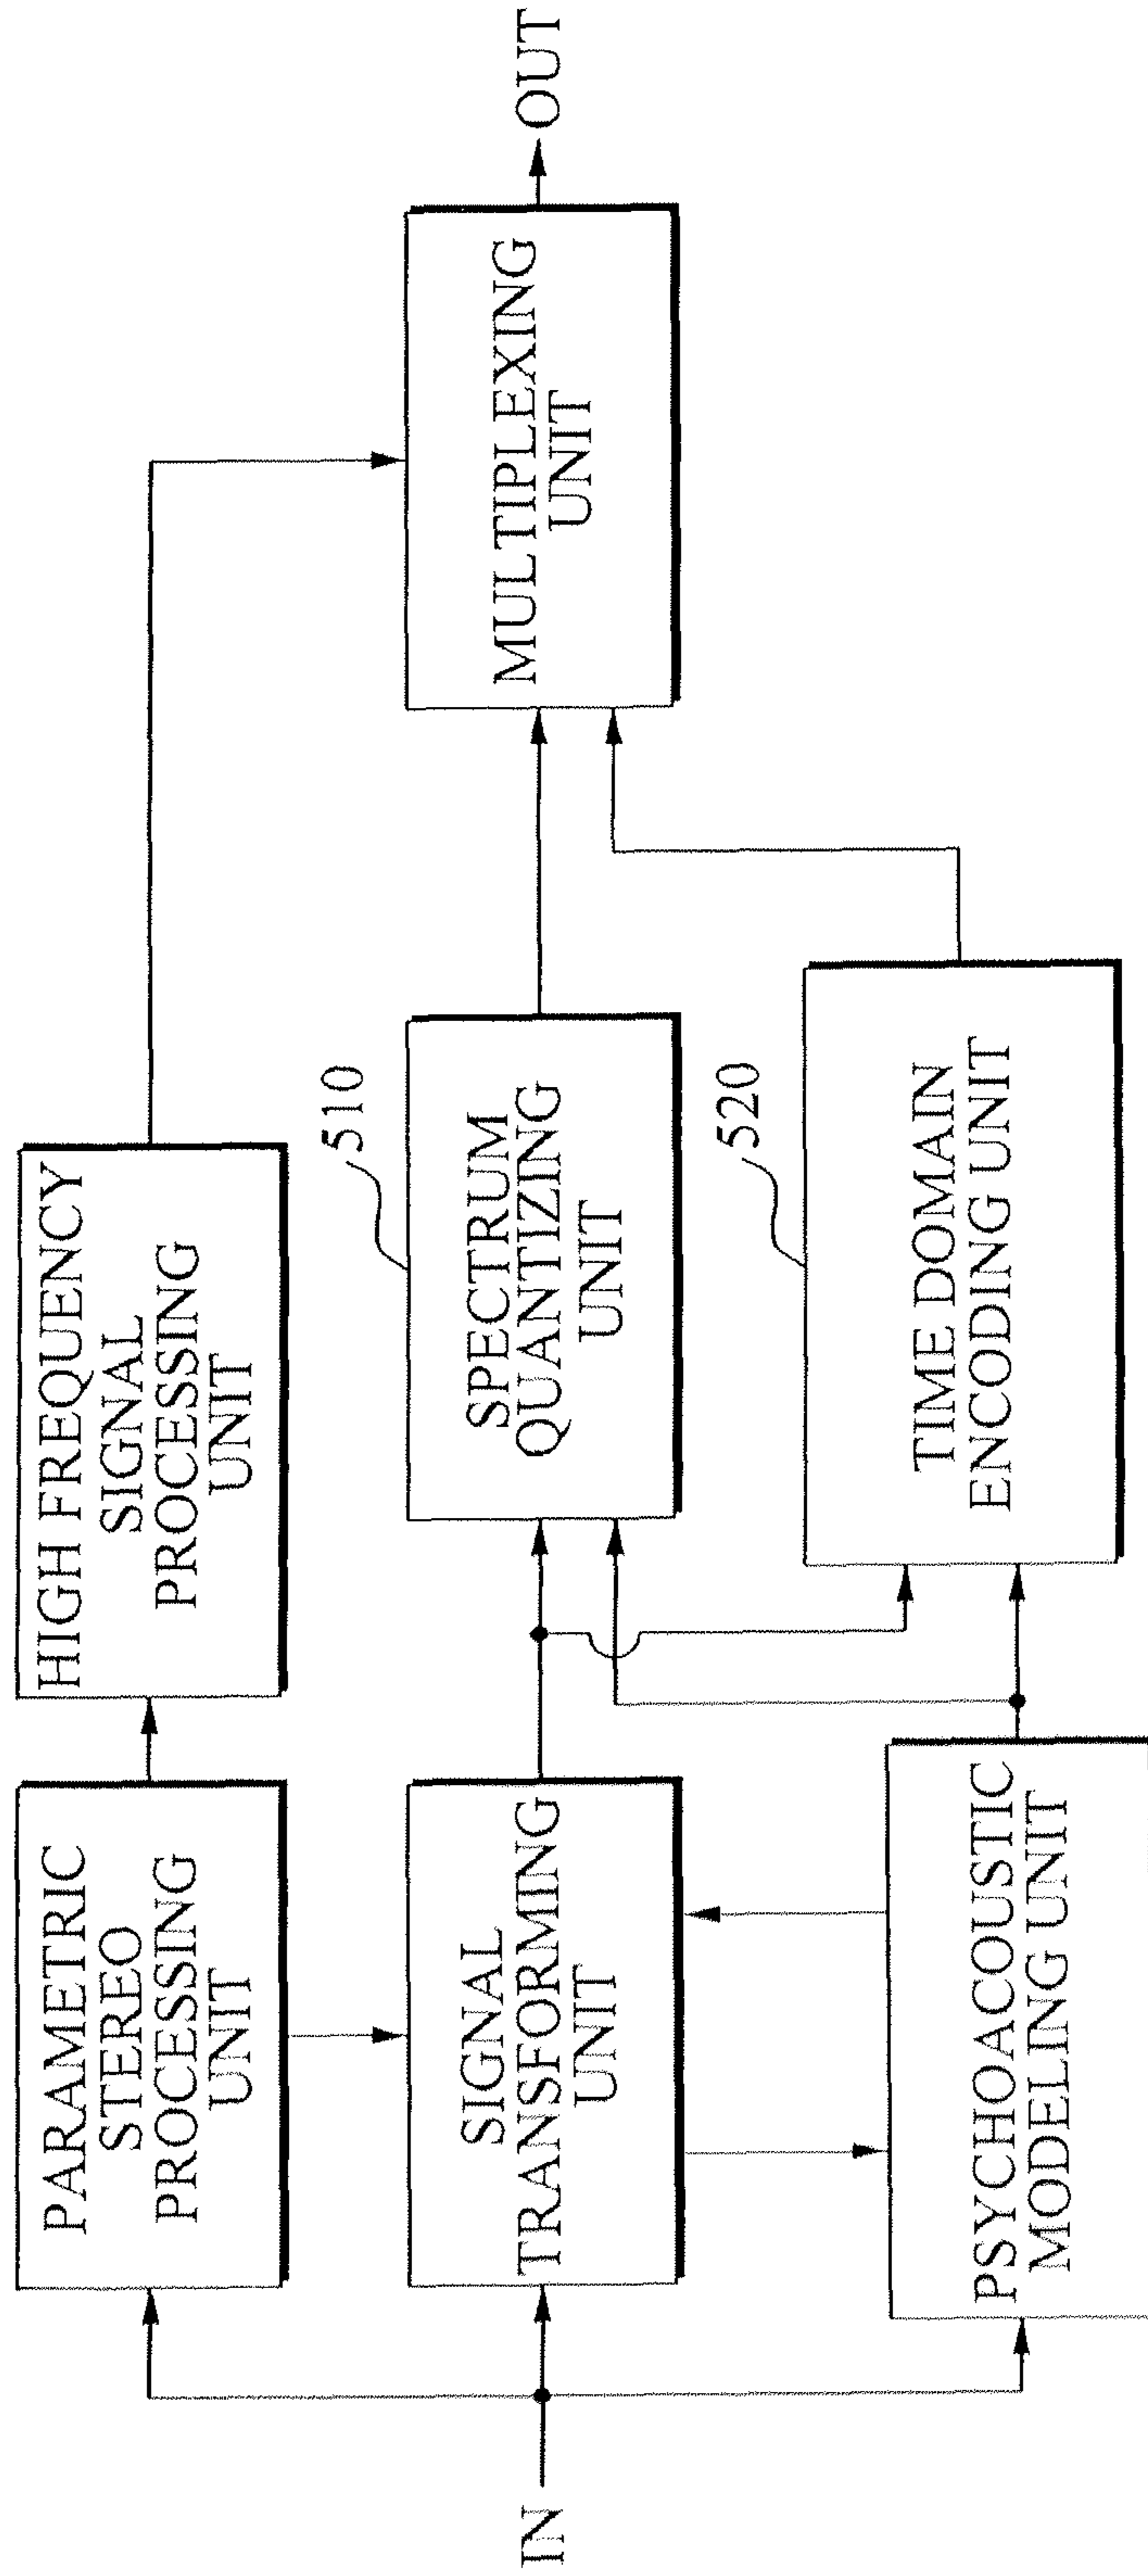 IN
PARAMETRIC
STEREO
PROCESSING
UNIT
HIGH FREQUENCY
SIGNAL
PROCESSING
UNIT
SIGNAL
TRANSFORMING
UNIT
510
SPECTRUM
QUANTIZING
UNIT
MULTIPLEXING
UNIT
OUT
PSYCHOACOUSTIC
MODELING UNIT
520
TIME DOMAIN
ENCODING UNIT